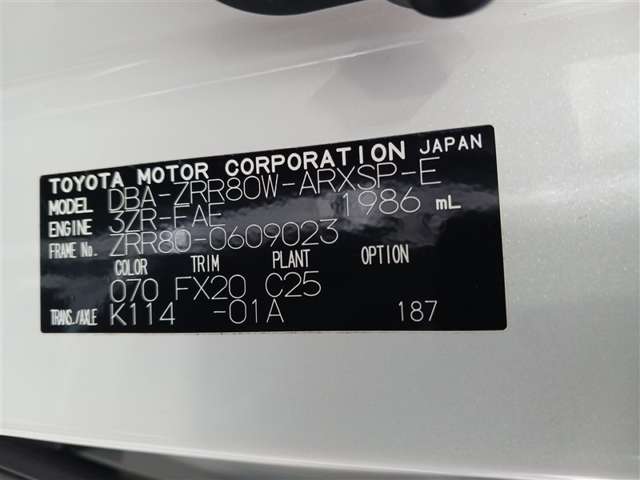 TOYOTA MOTOR CORPORATION JAPAN
MODEL DBA-ZRR80W-ARXSP-E
ENGINE 3ZR-FAE 1986 mL
FRAME No. ZRR80-0609023
COLOR TRIM PLANT OPTION
070 FX20 C25
TRANS./AXLE K114 -01A 187